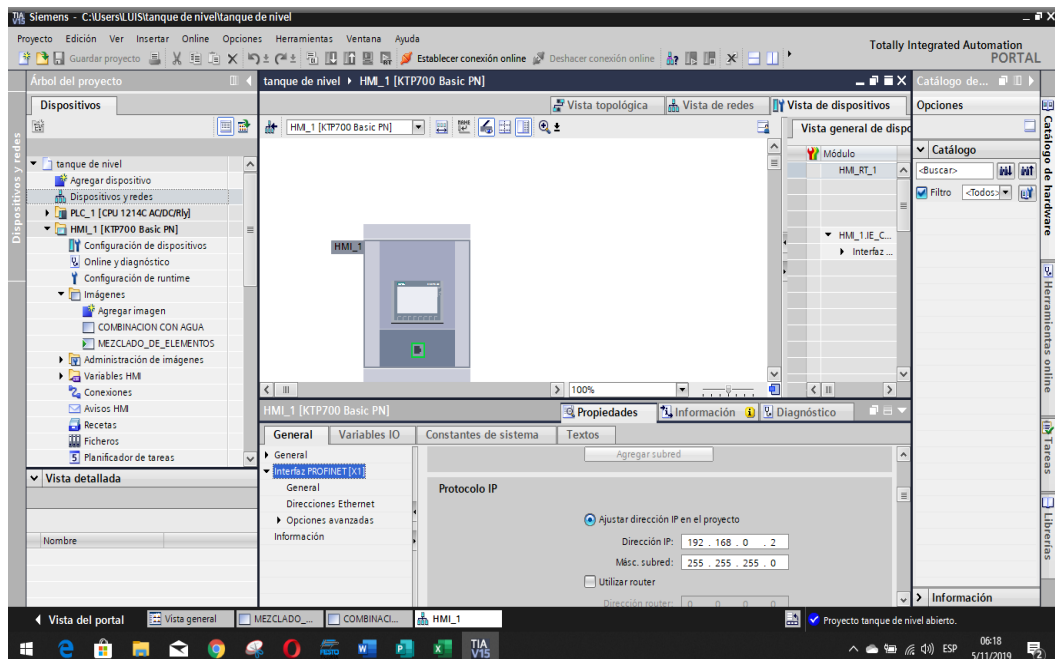 Siemens - C:\Users\LUIS\tanque de nivel\tanque de nivel
Proyecto Edición Ver Insertar Online Opciones Herramientas Ventana Ayuda
Totally Integrated Automation
PORTAL
Guardar proyecto
Establecer conexión online
Deshacer conexión online
Árbol del proyecto
tanque de nivel
HMI_1 [KTP700 Basic PN]
Catálogo de...
Dispositivos
Vista topológica
Vista de redes
Vista de dispositivos
Opciones
HMI_1 [KTP700 Basic PN]
Vista general de dispo
Módulo
HMI_RT_1
HMI_1.IE_C...
Interfaz ...
Catálogo
<Buscar>
Filtro
<Todos>
Dispositivos y redes
tanque de nivel
Agregar dispositivo
Dispositivos y redes
PLC_1 [CPU 1214C AC/DC/Rly]
HMI_1 [KTP700 Basic PN]
Configuración de dispositivos
Online y diagnóstico
Configuración de runtime
Imágenes
Agregar imagen
COMBINACION CON AGUA
MEZCLADO_DE_ELEMENTOS
Administración de imágenes
Variables HMI
Conexiones
Avisos HMI
Recetas
Ficheros
Planificador de tareas
HMI_1
100%
Catálogo de hardware
Herramientas online
Tareas
Librerías
Vista detallada
Nombre
HMI_1 [KTP700 Basic PN]
Propiedades
Información
Diagnóstico
General
Variables IO
Constantes de sistema
Textos
General
Interfaz PROFINET [X1]
General
Direcciones Ethernet
Opciones avanzadas
Información
Agregar subred
Protocolo IP
Ajustar dirección IP en el proyecto
Dirección IP: 192 . 168 . 0 . 2
Másc. subred: 255 . 255 . 255 . 0
Utilizar router
Dirección router: 0 . 0 . 0 . 0
Información
Vista del portal
Vista general
MEZCLADO_...
COMBINACI...
HMI_1
Proyecto tanque de nivel abierto.
FESTO
TIA
V15
ESP
06:18
5/11/2019